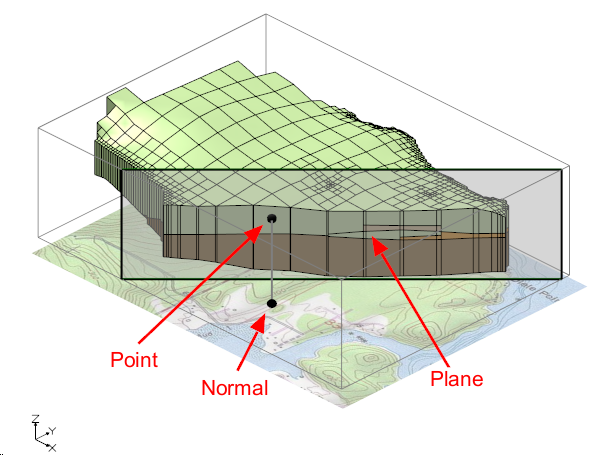 Point
Normal
Plane
Z
Y
X